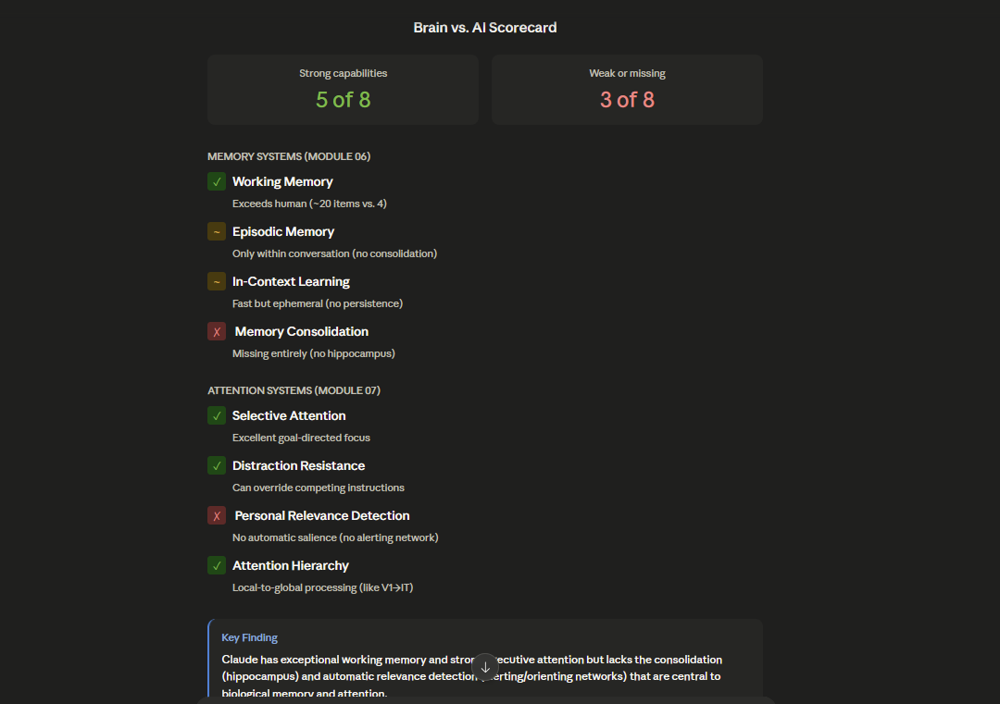 Brain vs. AI Scorecard
Strong capabilities
5 of 8
Weak or missing
3 of 8
MEMORY SYSTEMS (MODULE 06)
✓ Working Memory
Exceeds human (~20 items vs. 4)
~ Episodic Memory
Only within conversation (no consolidation)
~ In-Context Learning
Fast but ephemeral (no persistence)
✗ Memory Consolidation
Missing entirely (no hippocampus)
ATTENTION SYSTEMS (MODULE 07)
✓ Selective Attention
Excellent goal-directed focus
✓ Distraction Resistance
Can override competing instructions
✗ Personal Relevance Detection
No automatic salience (no alerting network)
✓ Attention Hierarchy
Local-to-global processing (like V1→IT)
Key Finding
Claude has exceptional working memory and strong executive attention but lacks the consolidation
(hippocampus) and automatic relevance detection (alerting/orienting networks) that are central to
biological memory and attention.